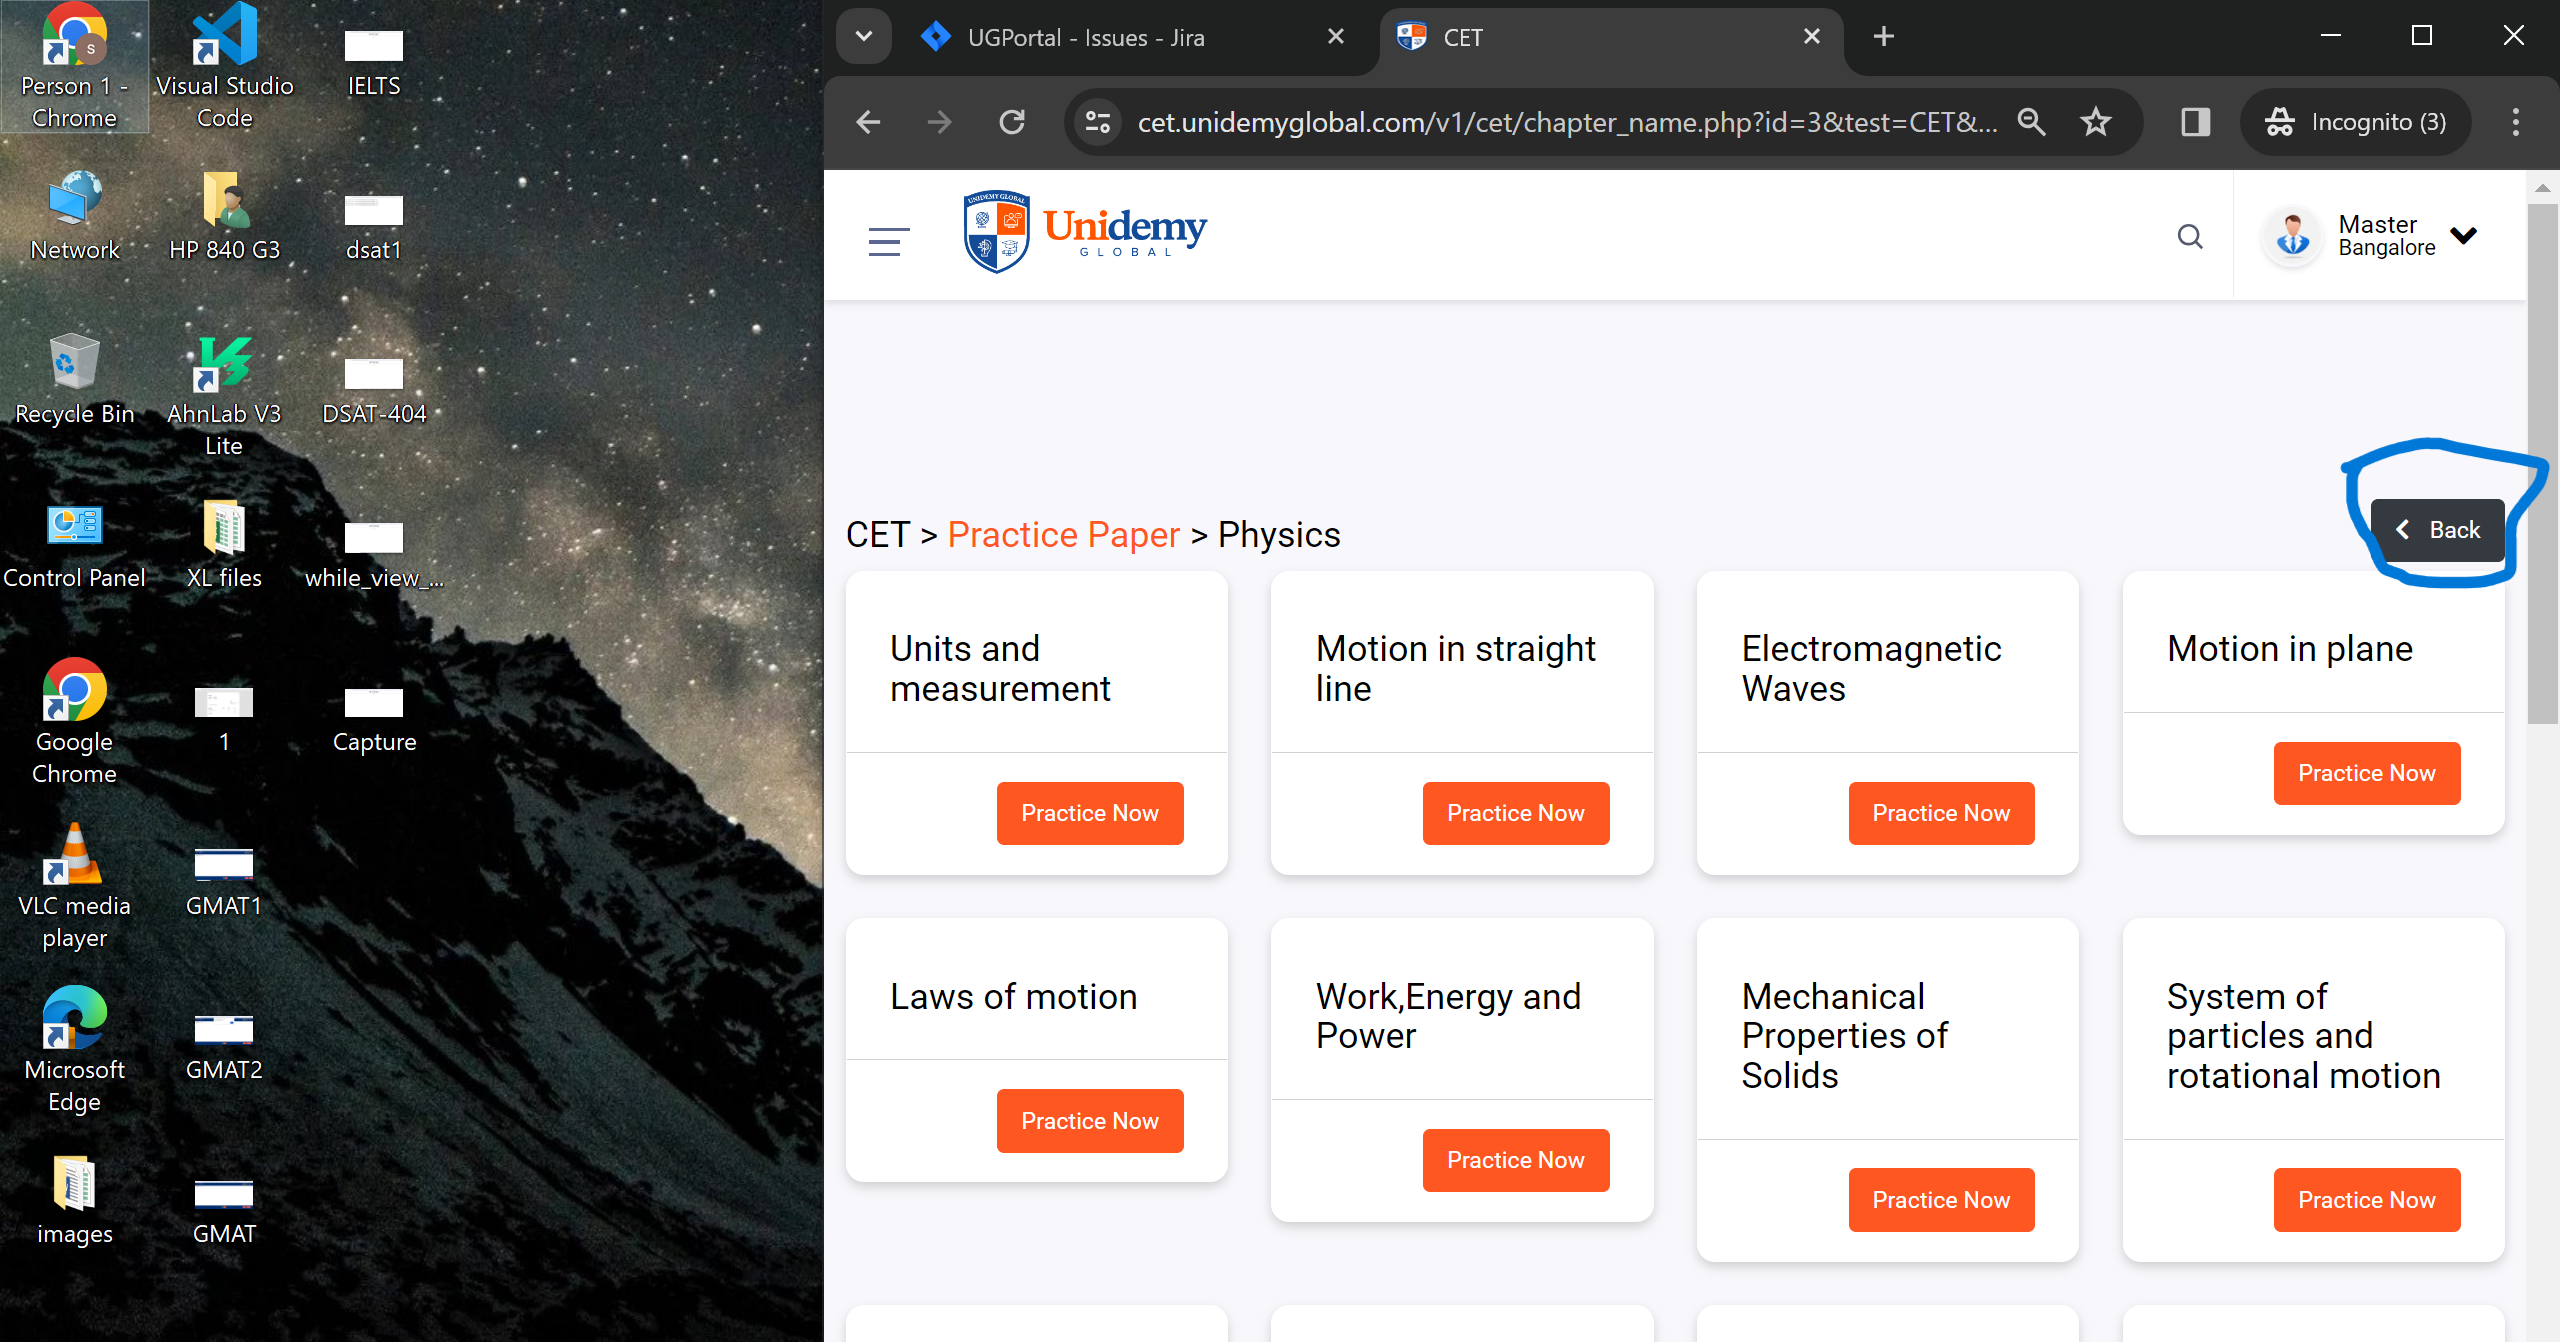 Person 1 -
Chrome
Visual Studio
Code
IELTS
Network
HP 840 G3
dsat1
Recycle Bin
AhnLab V3
Lite
DSAT-404
Control Panel
XL files
while_view_...
Google
Chrome
1
Capture
VLC media
player
GMAT1
Microsoft
Edge
GMAT2
images
GMAT
UGPortal - Issues - Jira
CET
cet.unidemyglobal.com/v1/cet/chapter_name.php?id=3&test=CET&...
Incognito (3)
UNIDEMY GLOBAL
Unidemy
GLOBAL
Master
Bangalore
CET > Practice Paper > Physics
Back
Units and
measurement
Practice Now
Motion in straight
line
Practice Now
Electromagnetic
Waves
Practice Now
Motion in plane
Practice Now
Laws of motion
Practice Now
Work,Energy and
Power
Practice Now
Mechanical
Properties of
Solids
Practice Now
System of
particles and
rotational motion
Practice Now